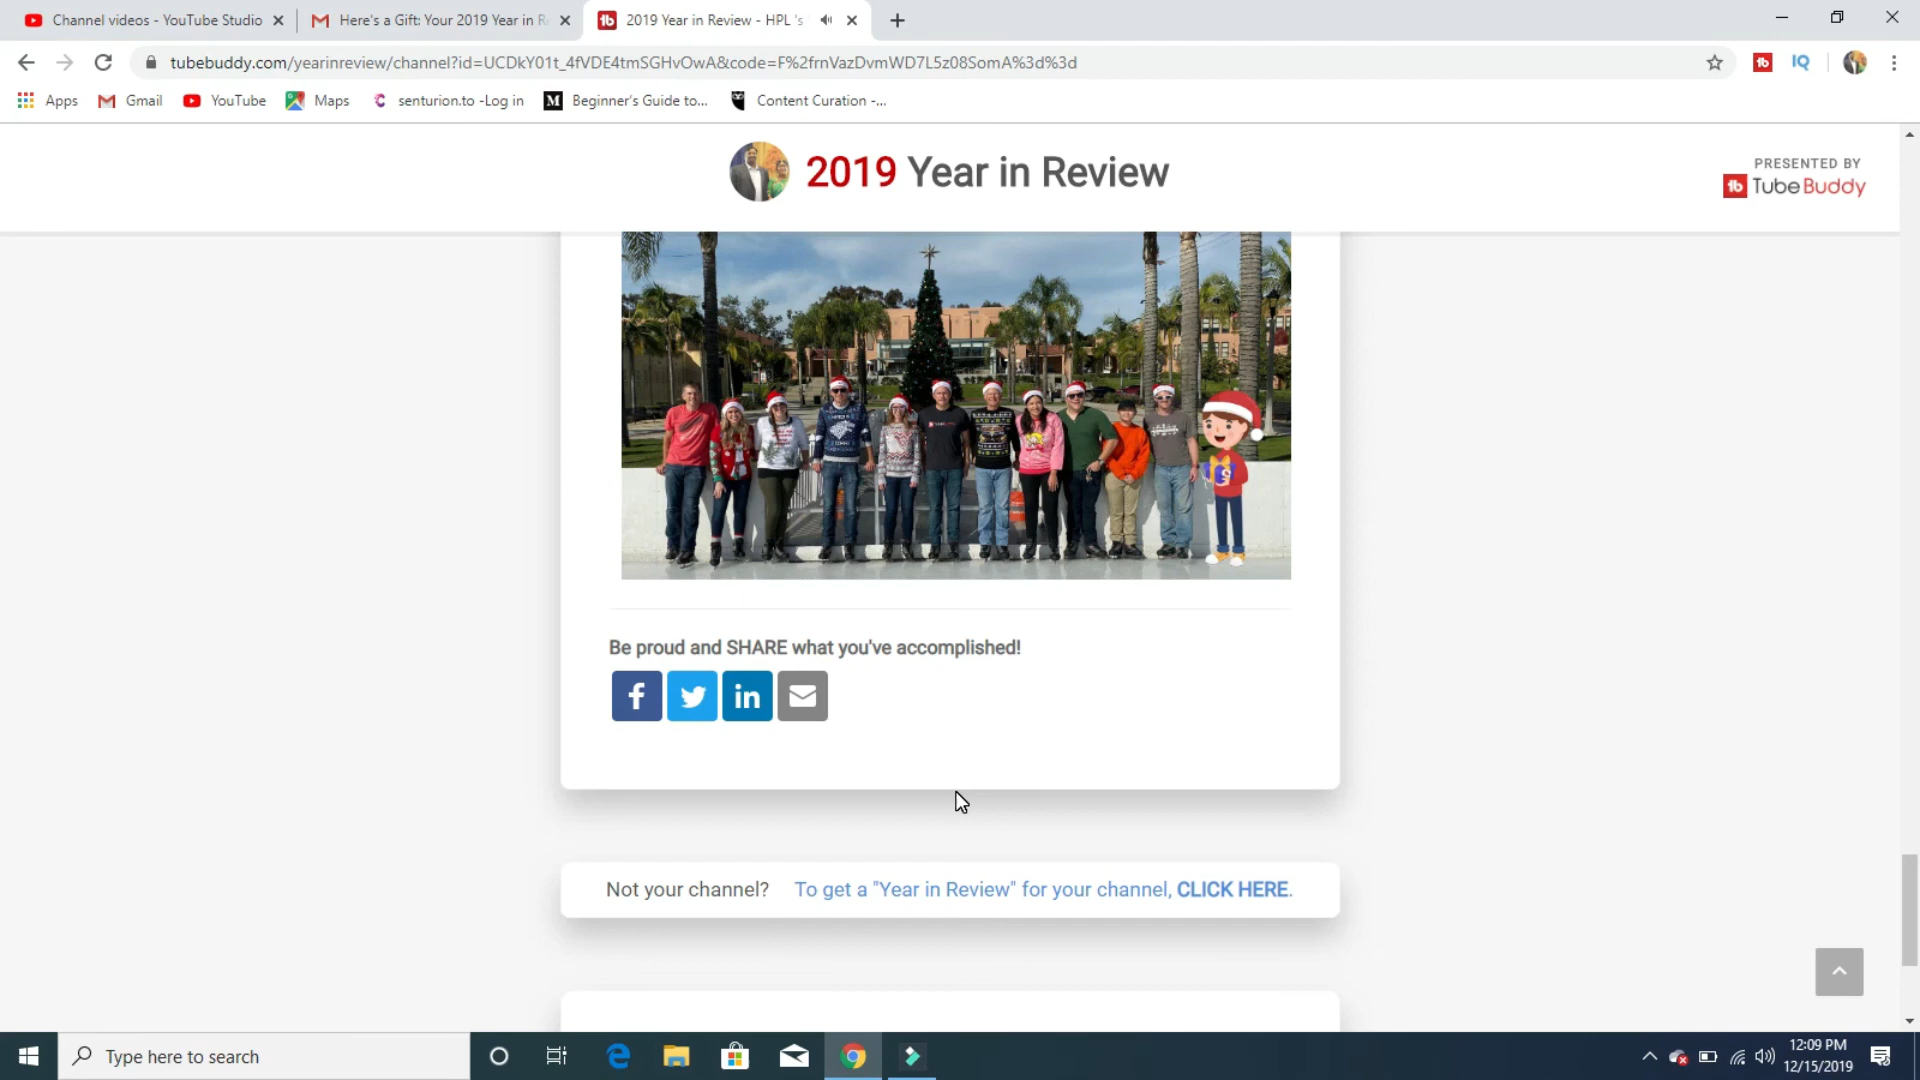 Channel videos - YouTube Studio
Here's a Gift: Your 2019 Year in R
2019 Year in Review - HPL 's
tubebuddy.com/yearinreview/channel?id=UCDkY01t_4fVDE4tmSGHvOwA&code=F%2frnVazDvmWD7L5z08SomA%3d%3d
Apps
Gmail
YouTube
Maps
senturion.to -Log in
Beginner's Guide to...
Content Curation -...
2019 Year in Review
PRESENTED BY
TubeBuddy
Be proud and SHARE what you've accomplished!
Not your channel? To get a "Year in Review" for your channel, CLICK HERE.
Type here to search
12:09 PM
12/15/2019